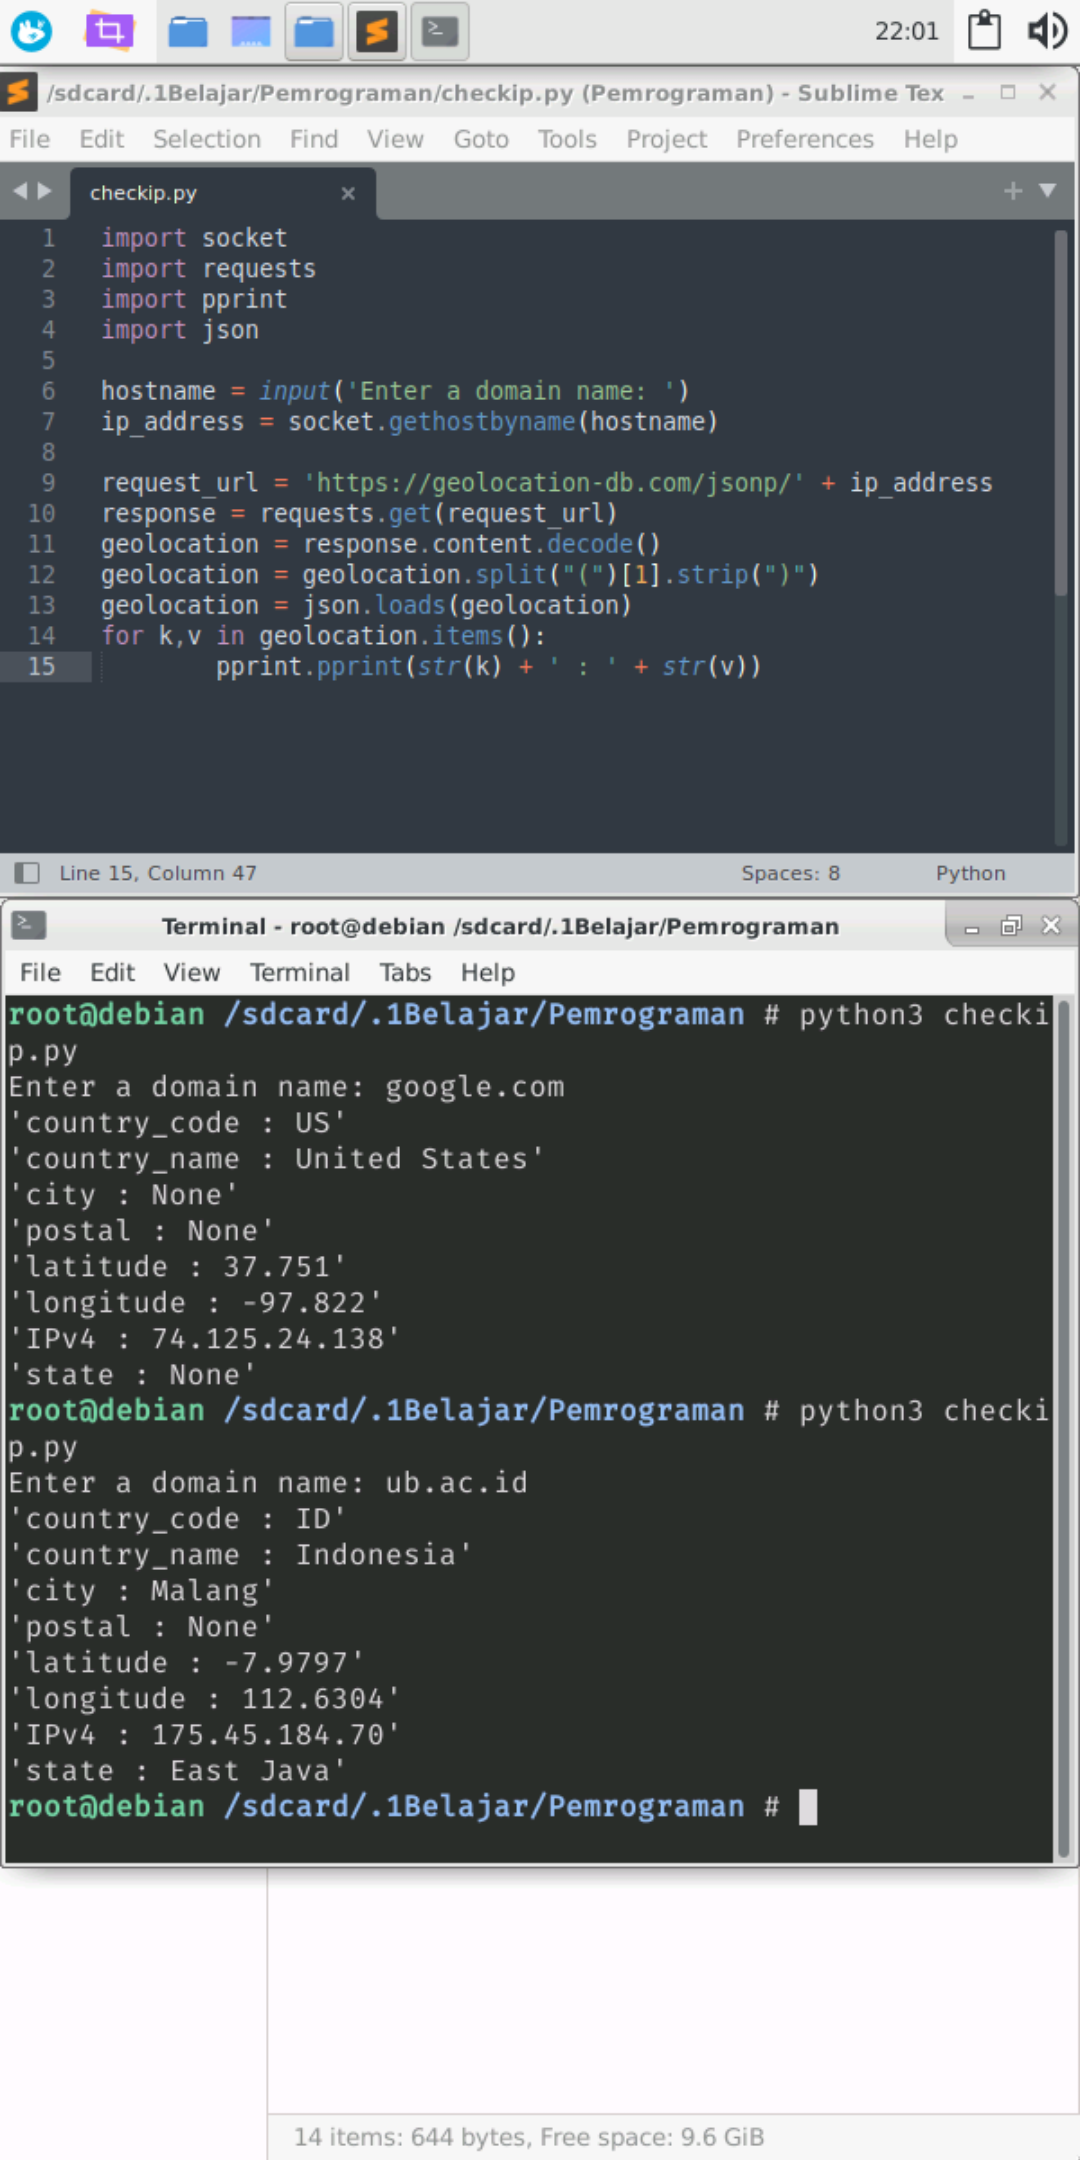 22:01
/sdcard/.1Belajar/Pemrograman/checkip.py (Pemrograman) - Sublime Tex
File Edit Selection Find View Goto Tools Project Preferences Help
checkip.py
1 import socket
2 import requests
3 import pprint
4 import json
5
6 hostname = input('Enter a domain name: ')
7 ip_address = socket.gethostbyname(hostname)
8
9 request_url = 'https://geolocation-db.com/jsonp/' + ip_address
10 response = requests.get(request_url)
11 geolocation = response.content.decode()
12 geolocation = geolocation.split("(")[1].strip(")")
13 geolocation = json.loads(geolocation)
14 for k,v in geolocation.items():
15 pprint.pprint(str(k) + ' : ' + str(v))
Line 15, Column 47 Spaces: 8 Python
Terminal - root@debian /sdcard/.1Belajar/Pemrograman
File Edit View Terminal Tabs Help
root@debian /sdcard/.1Belajar/Pemrograman # python3 checki
p.py
Enter a domain name: google.com
'country_code : US'
'country_name : United States'
'city : None'
'postal : None'
'latitude : 37.751'
'longitude : -97.822'
'IPv4 : 74.125.24.138'
'state : None'
root@debian /sdcard/.1Belajar/Pemrograman # python3 checki
p.py
Enter a domain name: ub.ac.id
'country_code : ID'
'country_name : Indonesia'
'city : Malang'
'postal : None'
'latitude : -7.9797'
'longitude : 112.6304'
'IPv4 : 175.45.184.70'
'state : East Java'
root@debian /sdcard/.1Belajar/Pemrograman #
14 items: 644 bytes, Free space: 9.6 GiB